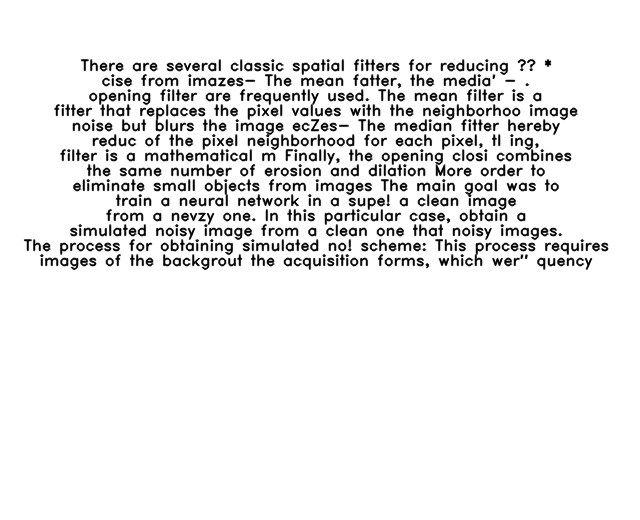 There are several classic spatial fitters for reducing ?? *
cise from imazes– The mean fatter, the media' – .
opening filter are frequently used. The mean filter is a
fitter that replaces the pixel values with the neighborhoo image
noise but blurs the image ecZes– The median fitter hereby
reduc of the pixel neighborhood for each pixel, tl ing,
filter is a mathematical m Finally, the opening closi combines
the same number of erosion and dilation More order to
eliminate small objects from images The main goal was to
train a neural network in a supe! a clean image
from a nevzy one. In this particular case, obtain a
simulated noisy image from a clean one that noisy images.
The process for obtaining simulated no! scheme: This process requires
images of the backgrout the acquisition forms, which wer" quency